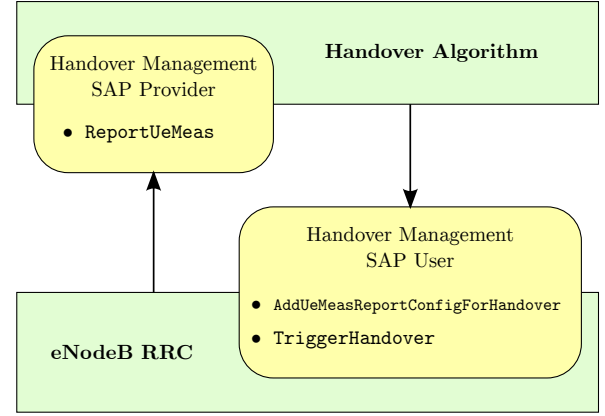 Handover Algorithm
Handover Management
SAP Provider
• ReportUeMeas
Handover Management
SAP User
• AddUeMeasReportConfigForHandover
• TriggerHandover
eNodeB RRC